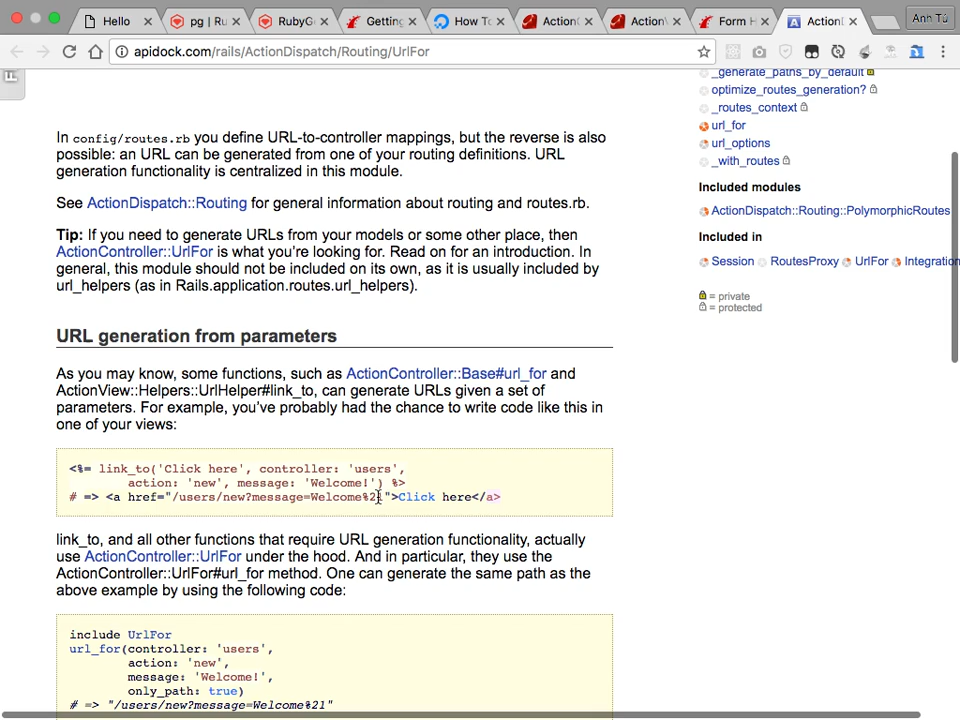 Hello
pg | Ru
RubyGe
Getting
How To
ActionC
ActionV
Form H
ActionD
Anh Tú
apidock.com/rails/ActionDispatch/Routing/UrlFor
In config/routes.rb you define URL-to-controller mappings, but the reverse is also
possible: an URL can be generated from one of your routing definitions. URL
generation functionality is centralized in this module.
See ActionDispatch::Routing for general information about routing and routes.rb.
Tip: If you need to generate URLs from your models or some other place, then
ActionController::UrlFor is what you're looking for. Read on for an introduction. In
general, this module should not be included on its own, as it is usually included by
url_helpers (as in Rails.application.routes.url_helpers).
URL generation from parameters
As you may know, some functions, such as ActionController::Base#url_for and
ActionView::Helpers::UrlHelper#link_to, can generate URLs given a set of
parameters. For example, you've probably had the chance to write code like this in
one of your views:
<%= link_to('Click here', controller: 'users',
action: 'new', message: 'Welcome!') %>
# => <a href="/users/new?message=Welcome%21">Click here</a>
link_to, and all other functions that require URL generation functionality, actually
use ActionController::UrlFor under the hood. And in particular, they use the
ActionController::UrlFor#url_for method. One can generate the same path as the
above example by using the following code:
include UrlFor
url_for(controller: 'users',
action: 'new',
message: 'Welcome!',
only_path: true)
# => "/users/new?message=Welcome%21"
_generate_paths_by_default
optimize_routes_generation?
_routes_context
url_for
url_options
_with_routes
Included modules
ActionDispatch::Routing::PolymorphicRoutes
Included in
Session RoutesProxy UrlFor Integration
= private
= protected